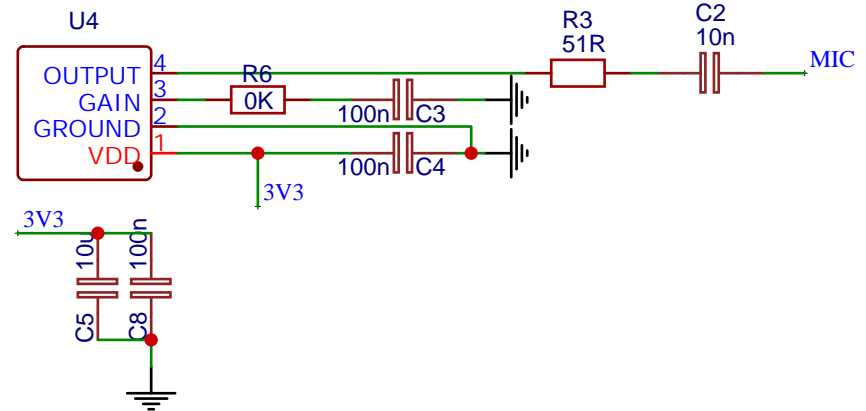 U4
OUTPUT 4
GAIN 3
GROUND 2
VDD 1
R6
0K
100n C3
100n C4
3V3
R3
51R
C2
10n
MIC
3V3
10u
100n
C5
C8